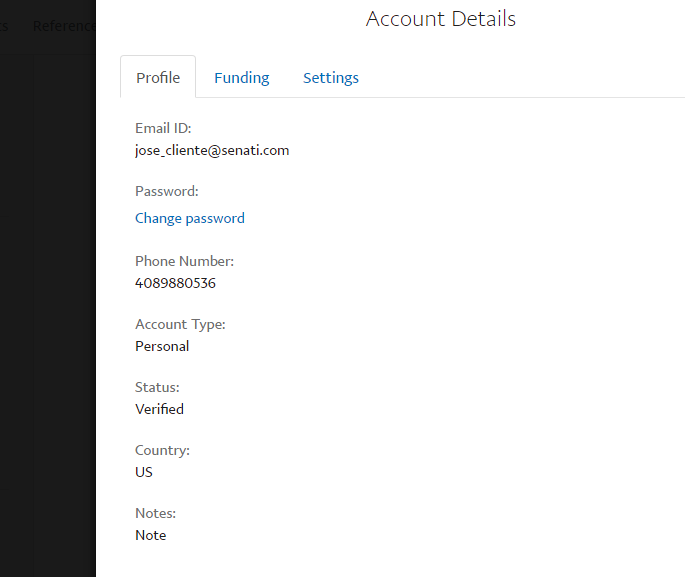 Reference
Account Details
Profile Funding Settings
Email ID:
jose_cliente@senati.com
Password:
Change password
Phone Number:
4089880536
Account Type:
Personal
Status:
Verified
Country:
US
Notes:
Note